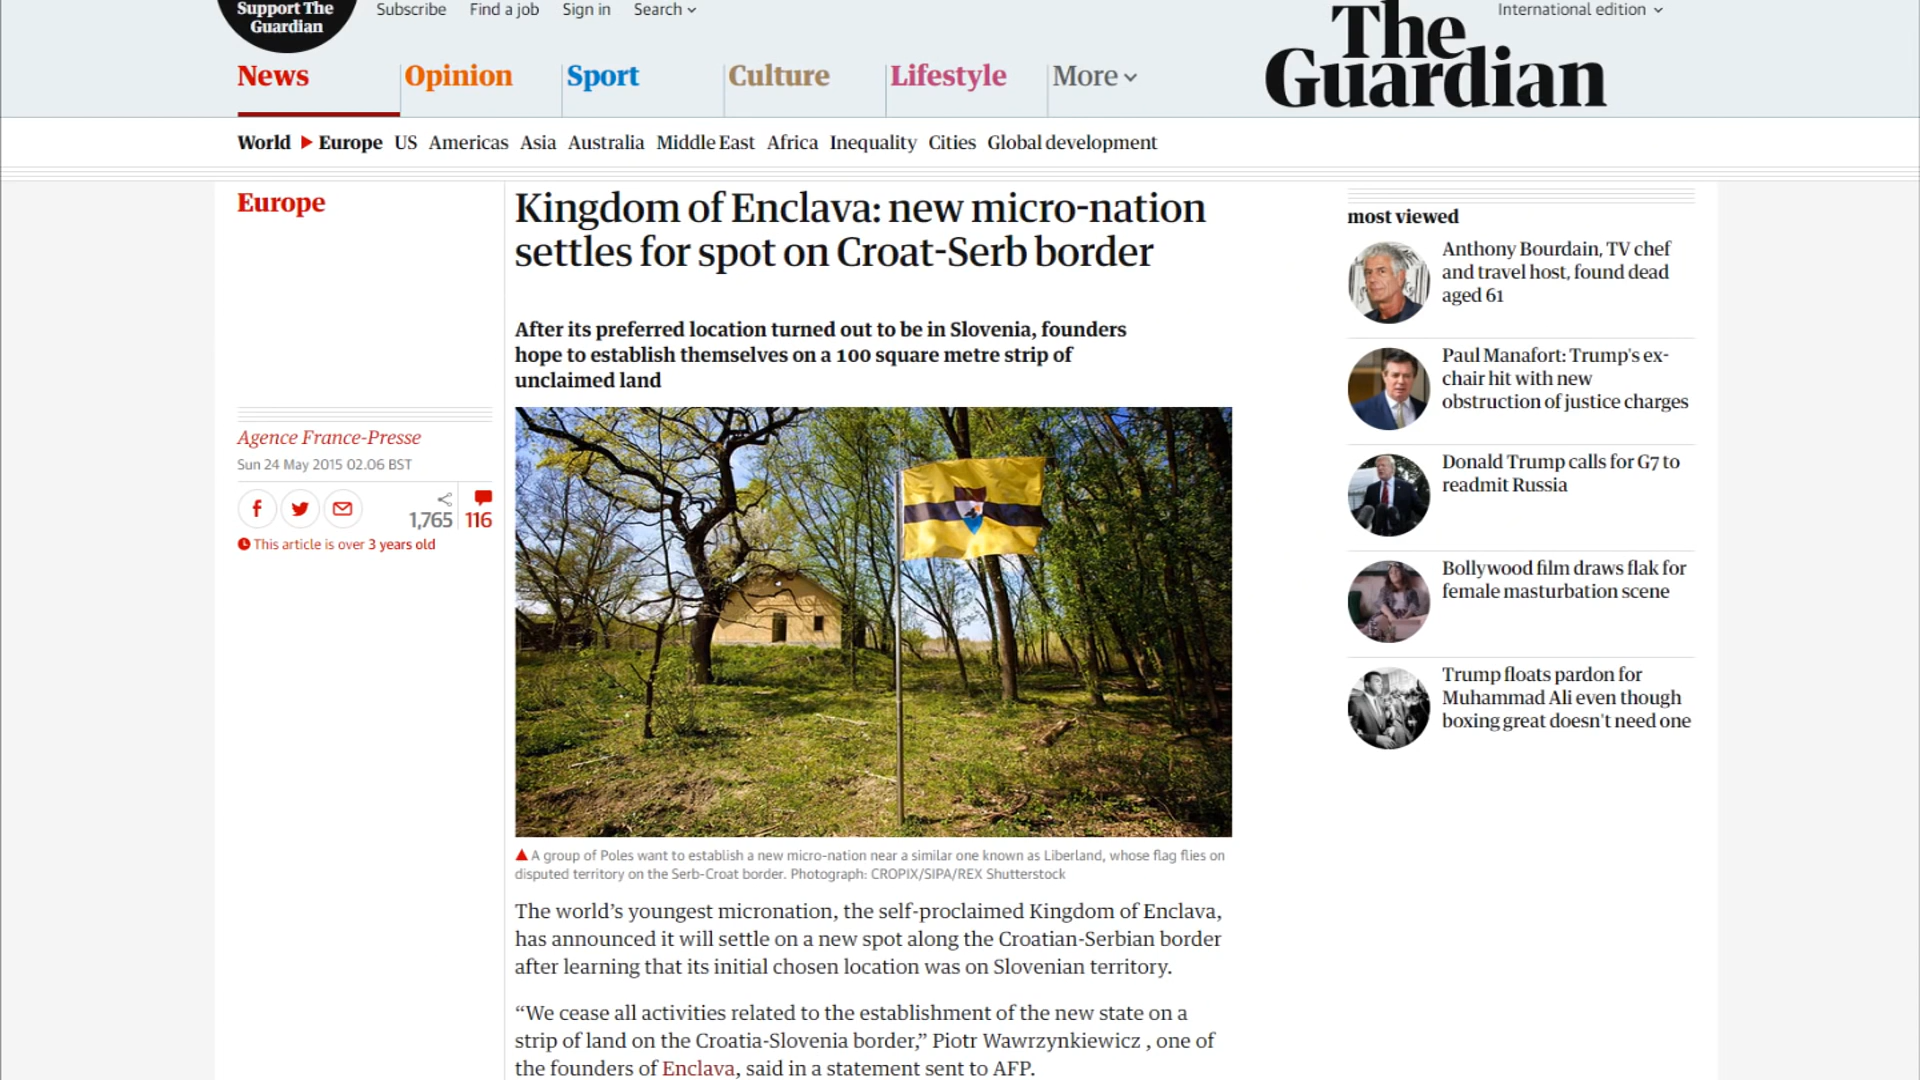 Support The
Guardian
Subscribe
Find a job
Sign in
Search
International edition
The
Guardian
News
Opinion
Sport
Culture
Lifestyle
More
World
Europe
US
Americas
Asia
Australia
Middle East
Africa
Inequality
Cities
Global development
Europe
Kingdom of Enclava: new micro-nation
settles for spot on Croat-Serb border
After its preferred location turned out to be in Slovenia, founders
hope to establish themselves on a 100 square metre strip of
unclaimed land
Agence France-Presse
Sun 24 May 2015 02.06 BST
1,765
116
This article is over 3 years old
A group of Poles want to establish a new micro-nation near a similar one known as Liberland, whose flag flies on
disputed territory on the Serb-Croat border. Photograph: CROPIX/SIPA/REX Shutterstock
The world’s youngest micronation, the self-proclaimed Kingdom of Enclava,
has announced it will settle on a new spot along the Croatian-Serbian border
after learning that its initial chosen location was on Slovenian territory.
“We cease all activities related to the establishment of the new state on a
strip of land on the Croatia-Slovenia border,” Piotr Wawrzynkiewicz , one of
the founders of Enclava, said in a statement sent to AFP.
most viewed
Anthony Bourdain, TV chef
and travel host, found dead
aged 61
Paul Manafort: Trump's ex-
chair hit with new
obstruction of justice charges
Donald Trump calls for G7 to
readmit Russia
Bollywood film draws flak for
female masturbation scene
Trump floats pardon for
Muhammad Ali even though
boxing great doesn't need one